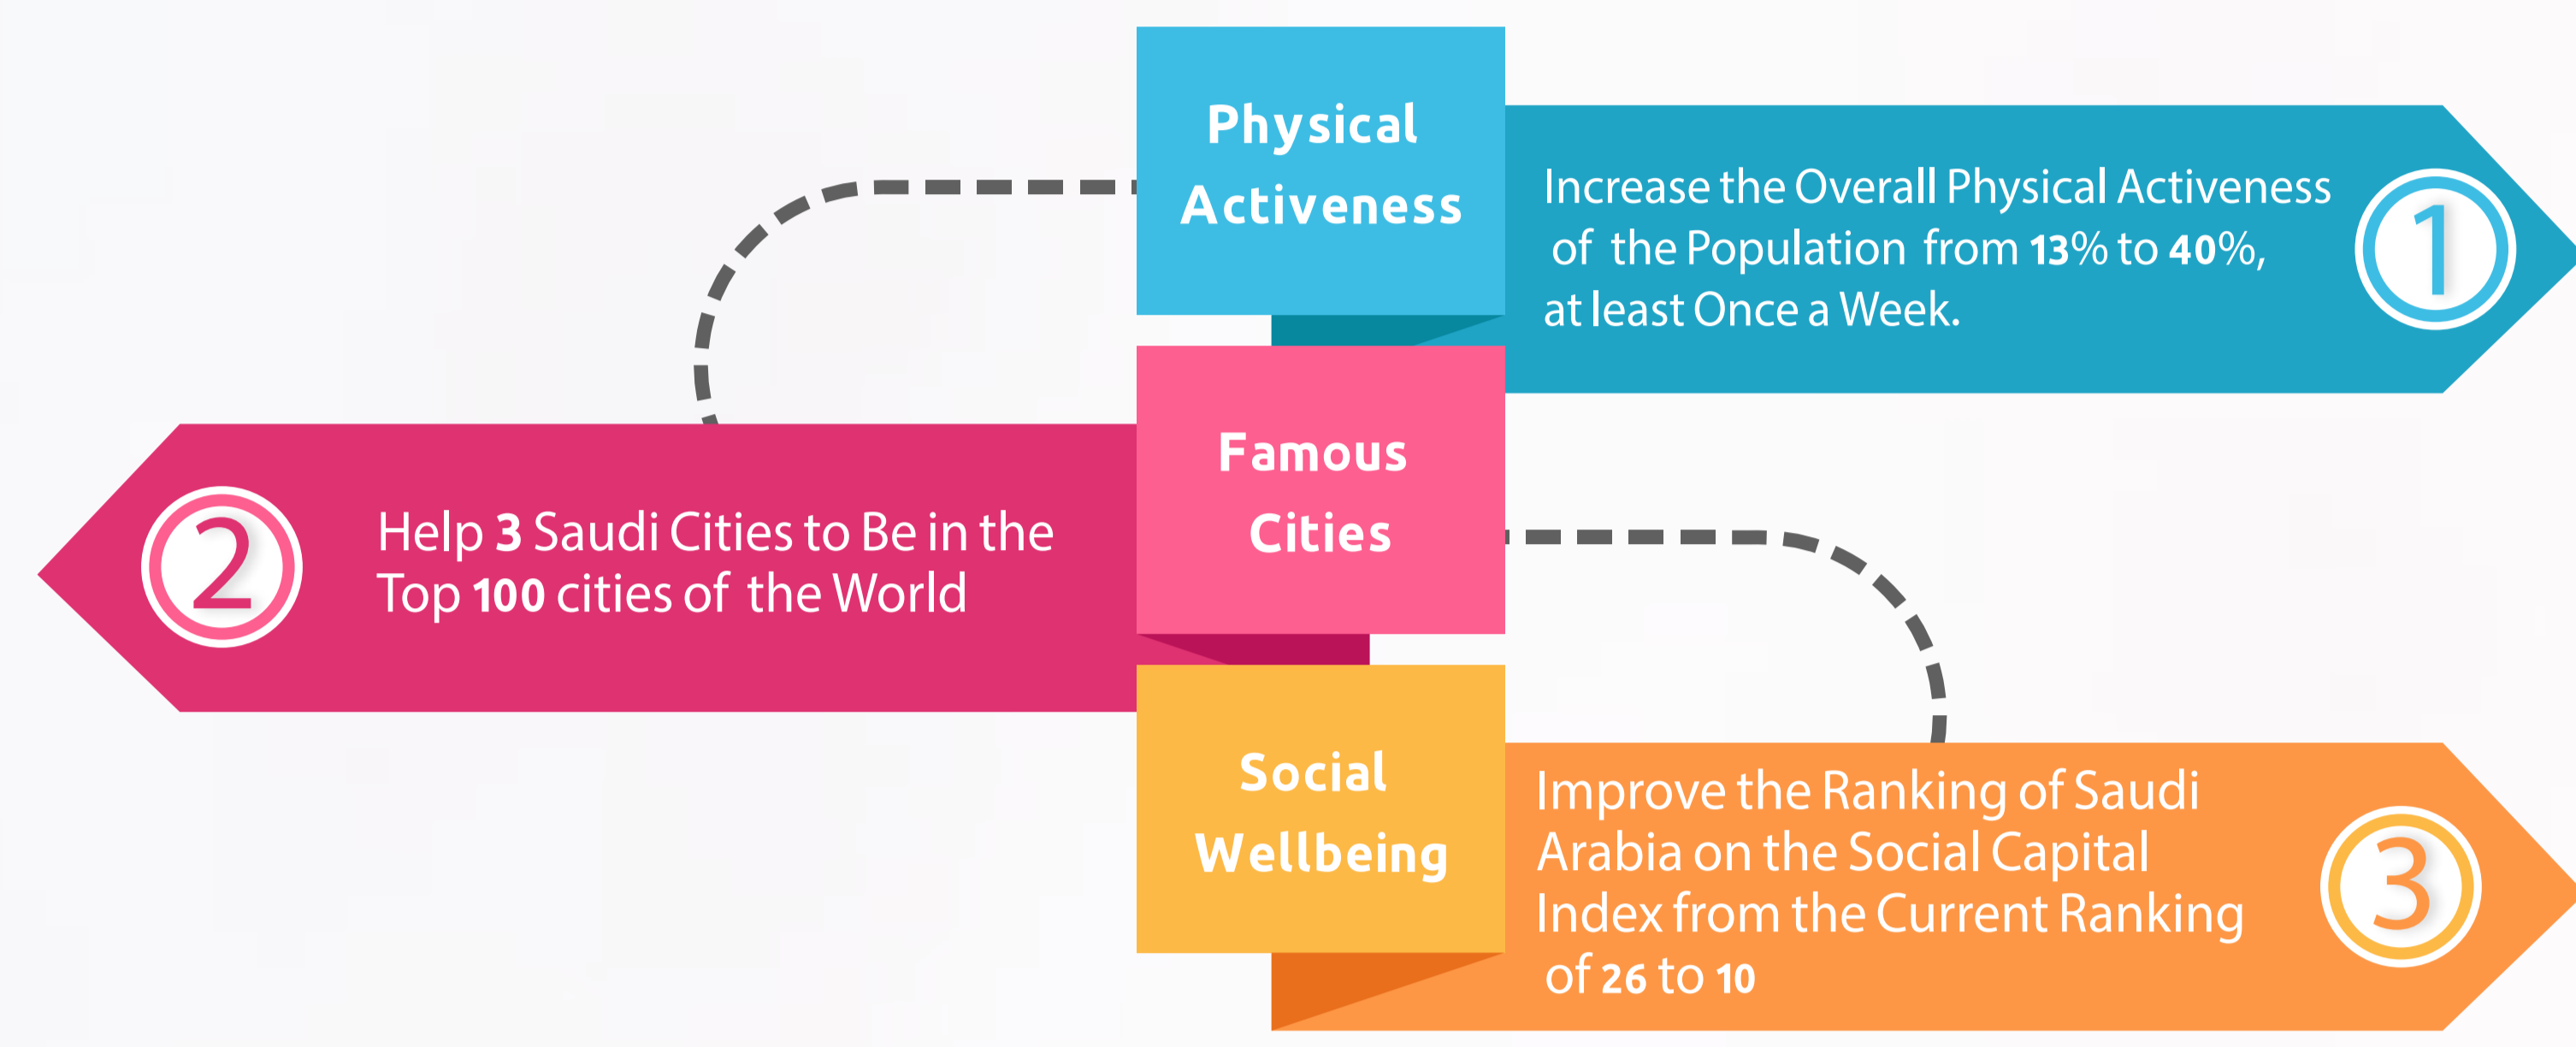 Physical
Activeness
Increase the Overall Physical Activeness
of the Population from 13% to 40%,
at least Once a Week.
1
Famous
Cities
2
Help 3 Saudi Cities to Be in the
Top 100 cities of the World
Social
Wellbeing
Improve the Ranking of Saudi
Arabia on the Social Capital
Index from the Current Ranking
of 26 to 10
3